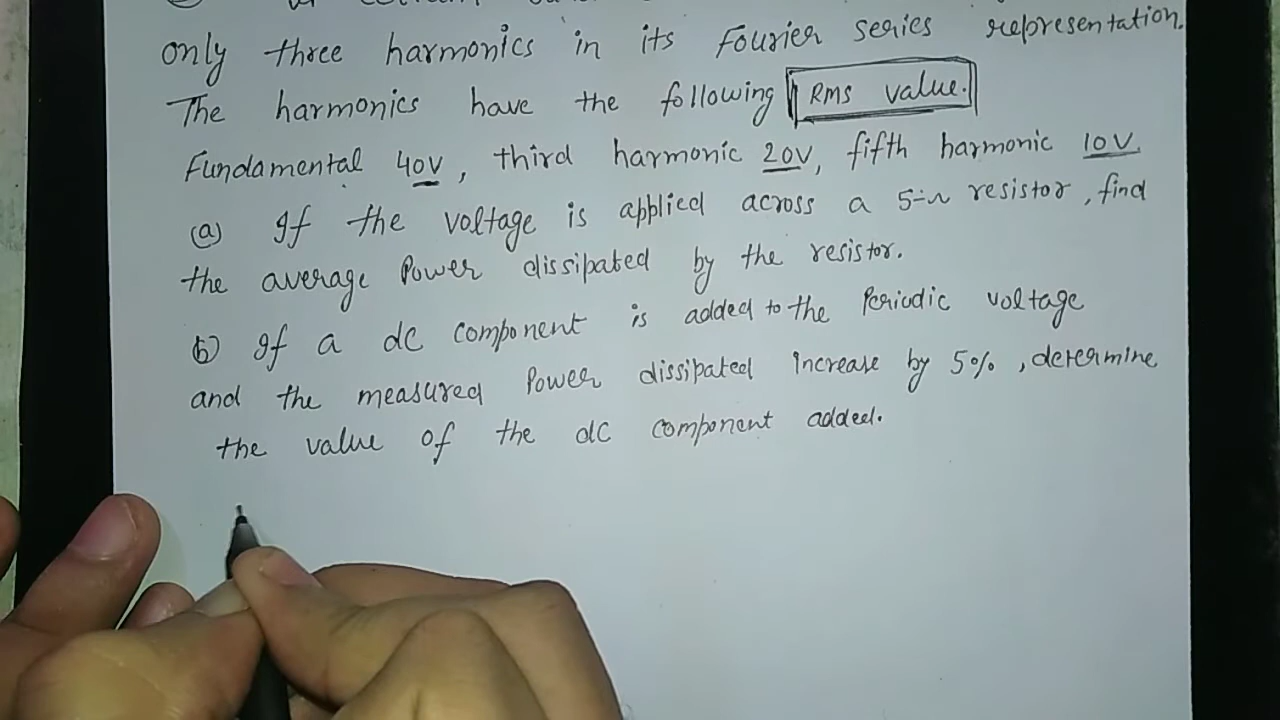 only three harmonics in its Fourier series representation.
The harmonics have the following RMS value.
Fundamental 40V, third harmonic 20V, fifth harmonic 10V.
(a) If the voltage is applied across a 5-Ω resistor, find
the average Power dissipated by the resistor.
(b) If a dc component is added to the Periodic voltage
and the measured Power dissipated increase by 5%, determine
the value of the dc component added.